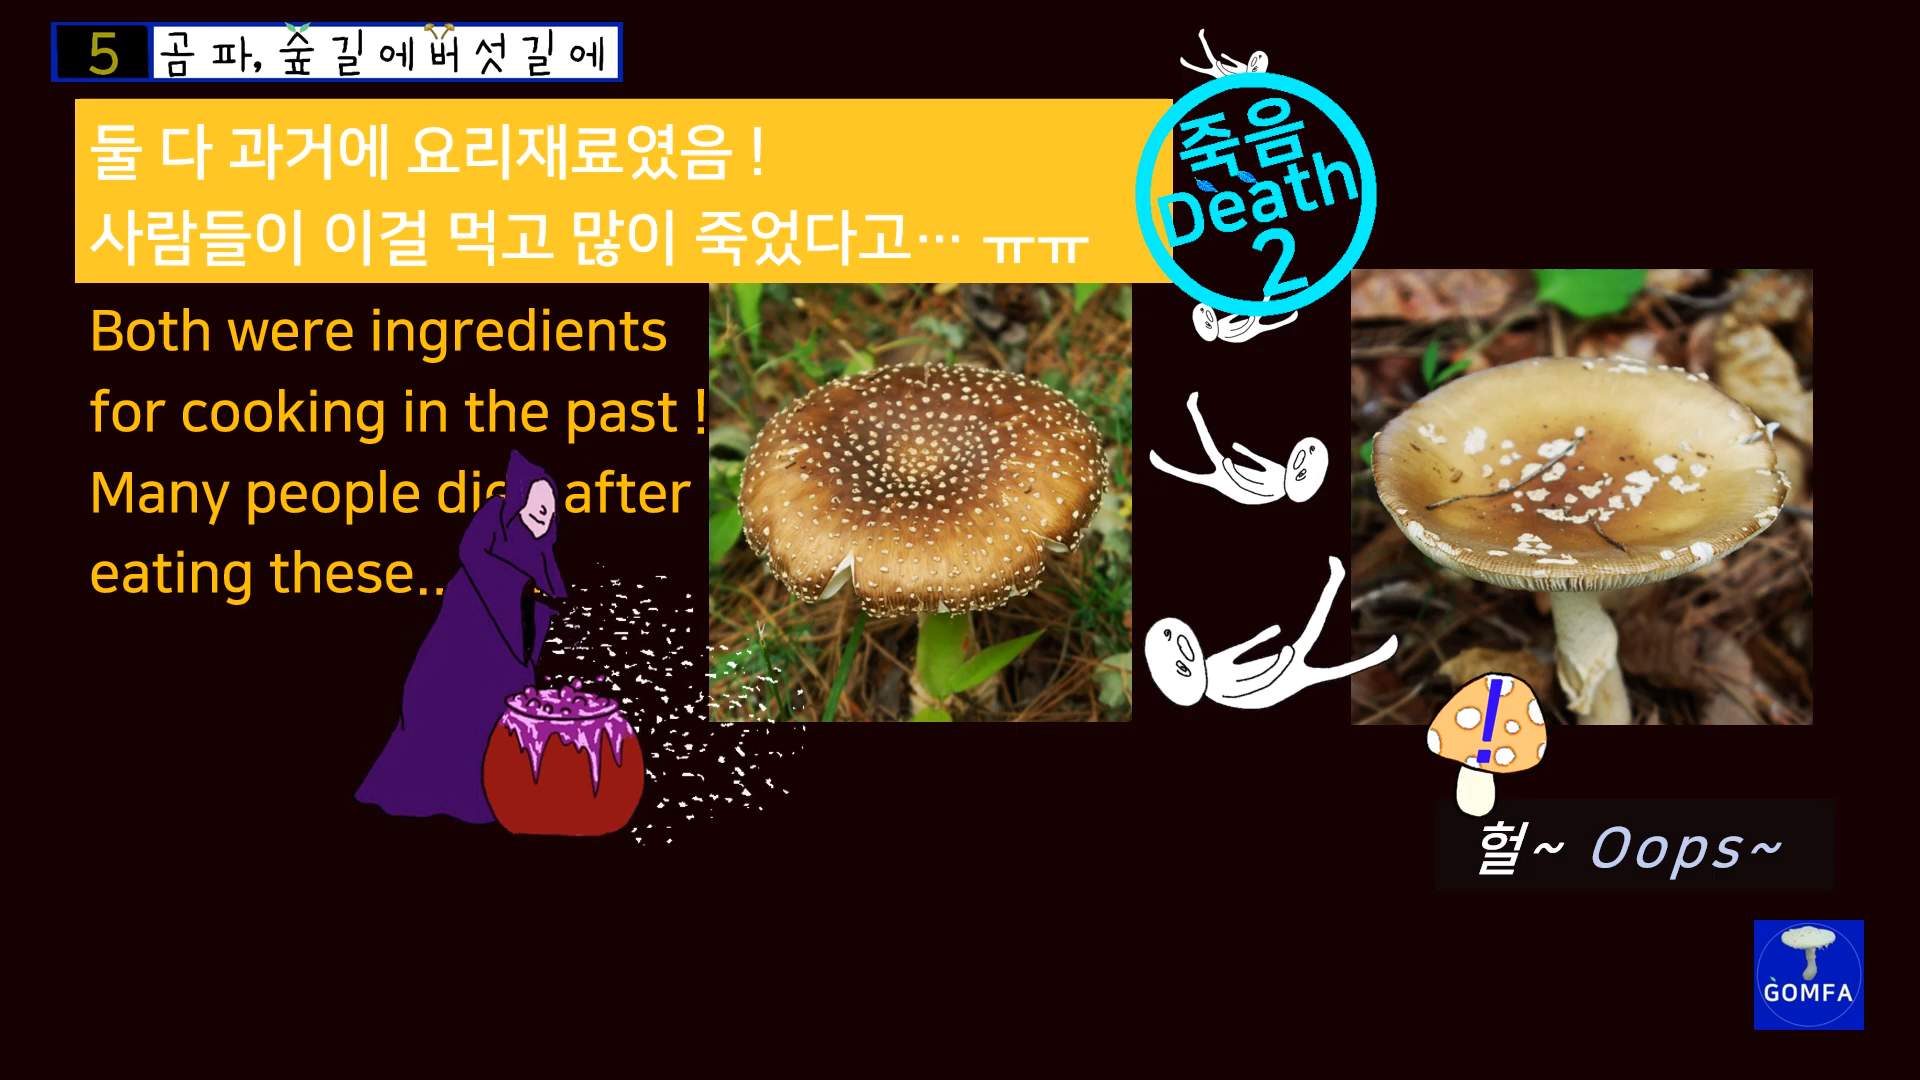 5 곰 파, 숲 길 에 버 섯 길 에
둘 다 과거에 요리재료였음 !
사람들이 이걸 먹고 많이 죽었다고… ㅠㅠ
죽음
Death
2
Both were ingredients
for cooking in the past !
Many people after
eating these..
!
헐~ Oops~
GOMFA